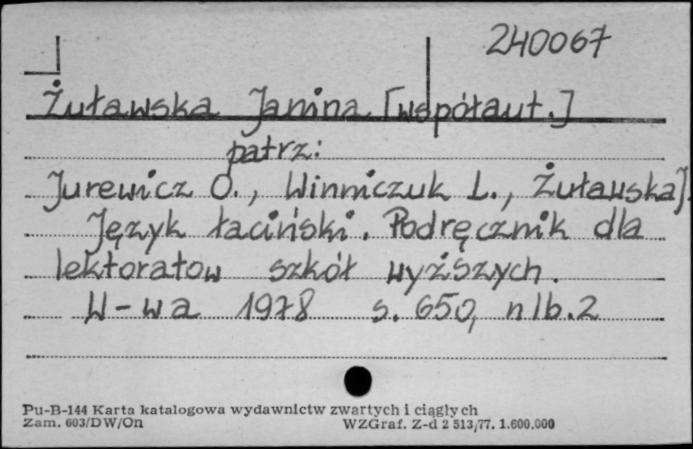 240067
Żuławska Janina [współaut.]
patrz:
Jurewicz O., Winniczuk L., Żuławska J.
Język łaciński. Podręcznik dla
lektoratow szkół wyższych.
W-wa 1978 s. 650, nlb. 2
Pu-B-144 Karta katalogowa wydawnictw zwartych i ciągłych
Zam. 603/DW/On WZGraf. Z-d 2 513/77. 1.600.000